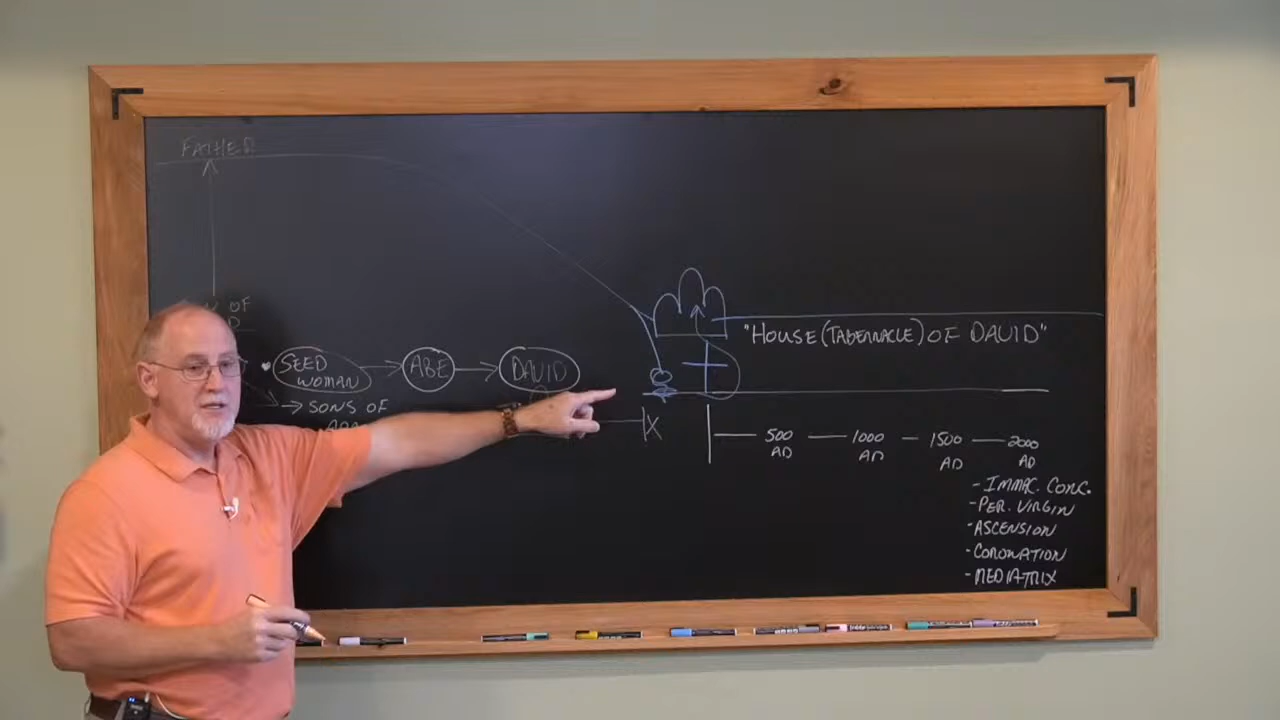 FATHER
OF
SEED
WOMAN
ABE
DAVID
SONS OF
"HOUSE (TABERNACLE) OF DAVID"
500
AD
1000
AD
1500
AD
2000
AD
- IMMAC. CONC.
- PER. VIRGIN
- ASCENSION
- CORONATION
- MEDIATRIX